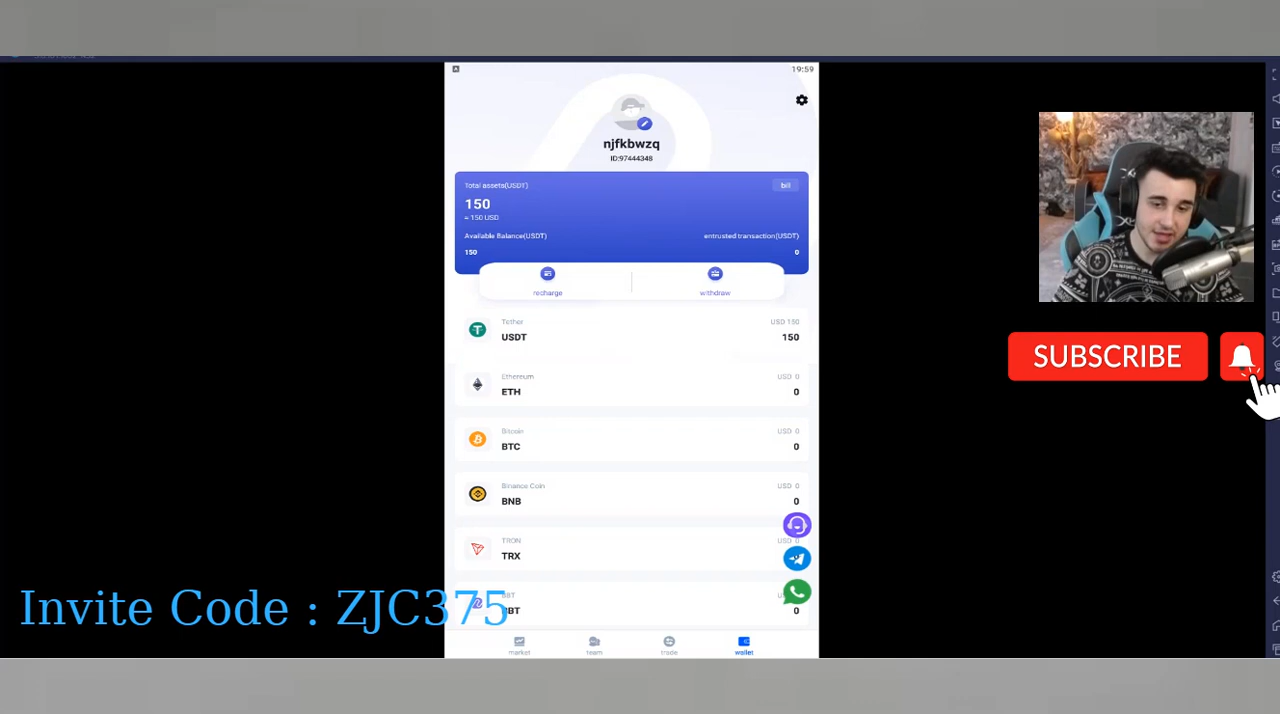 19:59
njfkbwzq
ID:97444348
Total assets(USDT)
bill
150
≈ 150 USD
Available Balance(USDT)
entrusted transaction(USDT)
150
0
recharge
withdraw
Tether
USD 150
USDT
150
Ethereum
USD 0
ETH
0
Bitcoin
USD 0
BTC
0
Binance Coin
USD 0
BNB
0
TRON
USD 0
TRX
0
market
team
trade
wallet
SUBSCRIBE
Invite Code : ZJC375